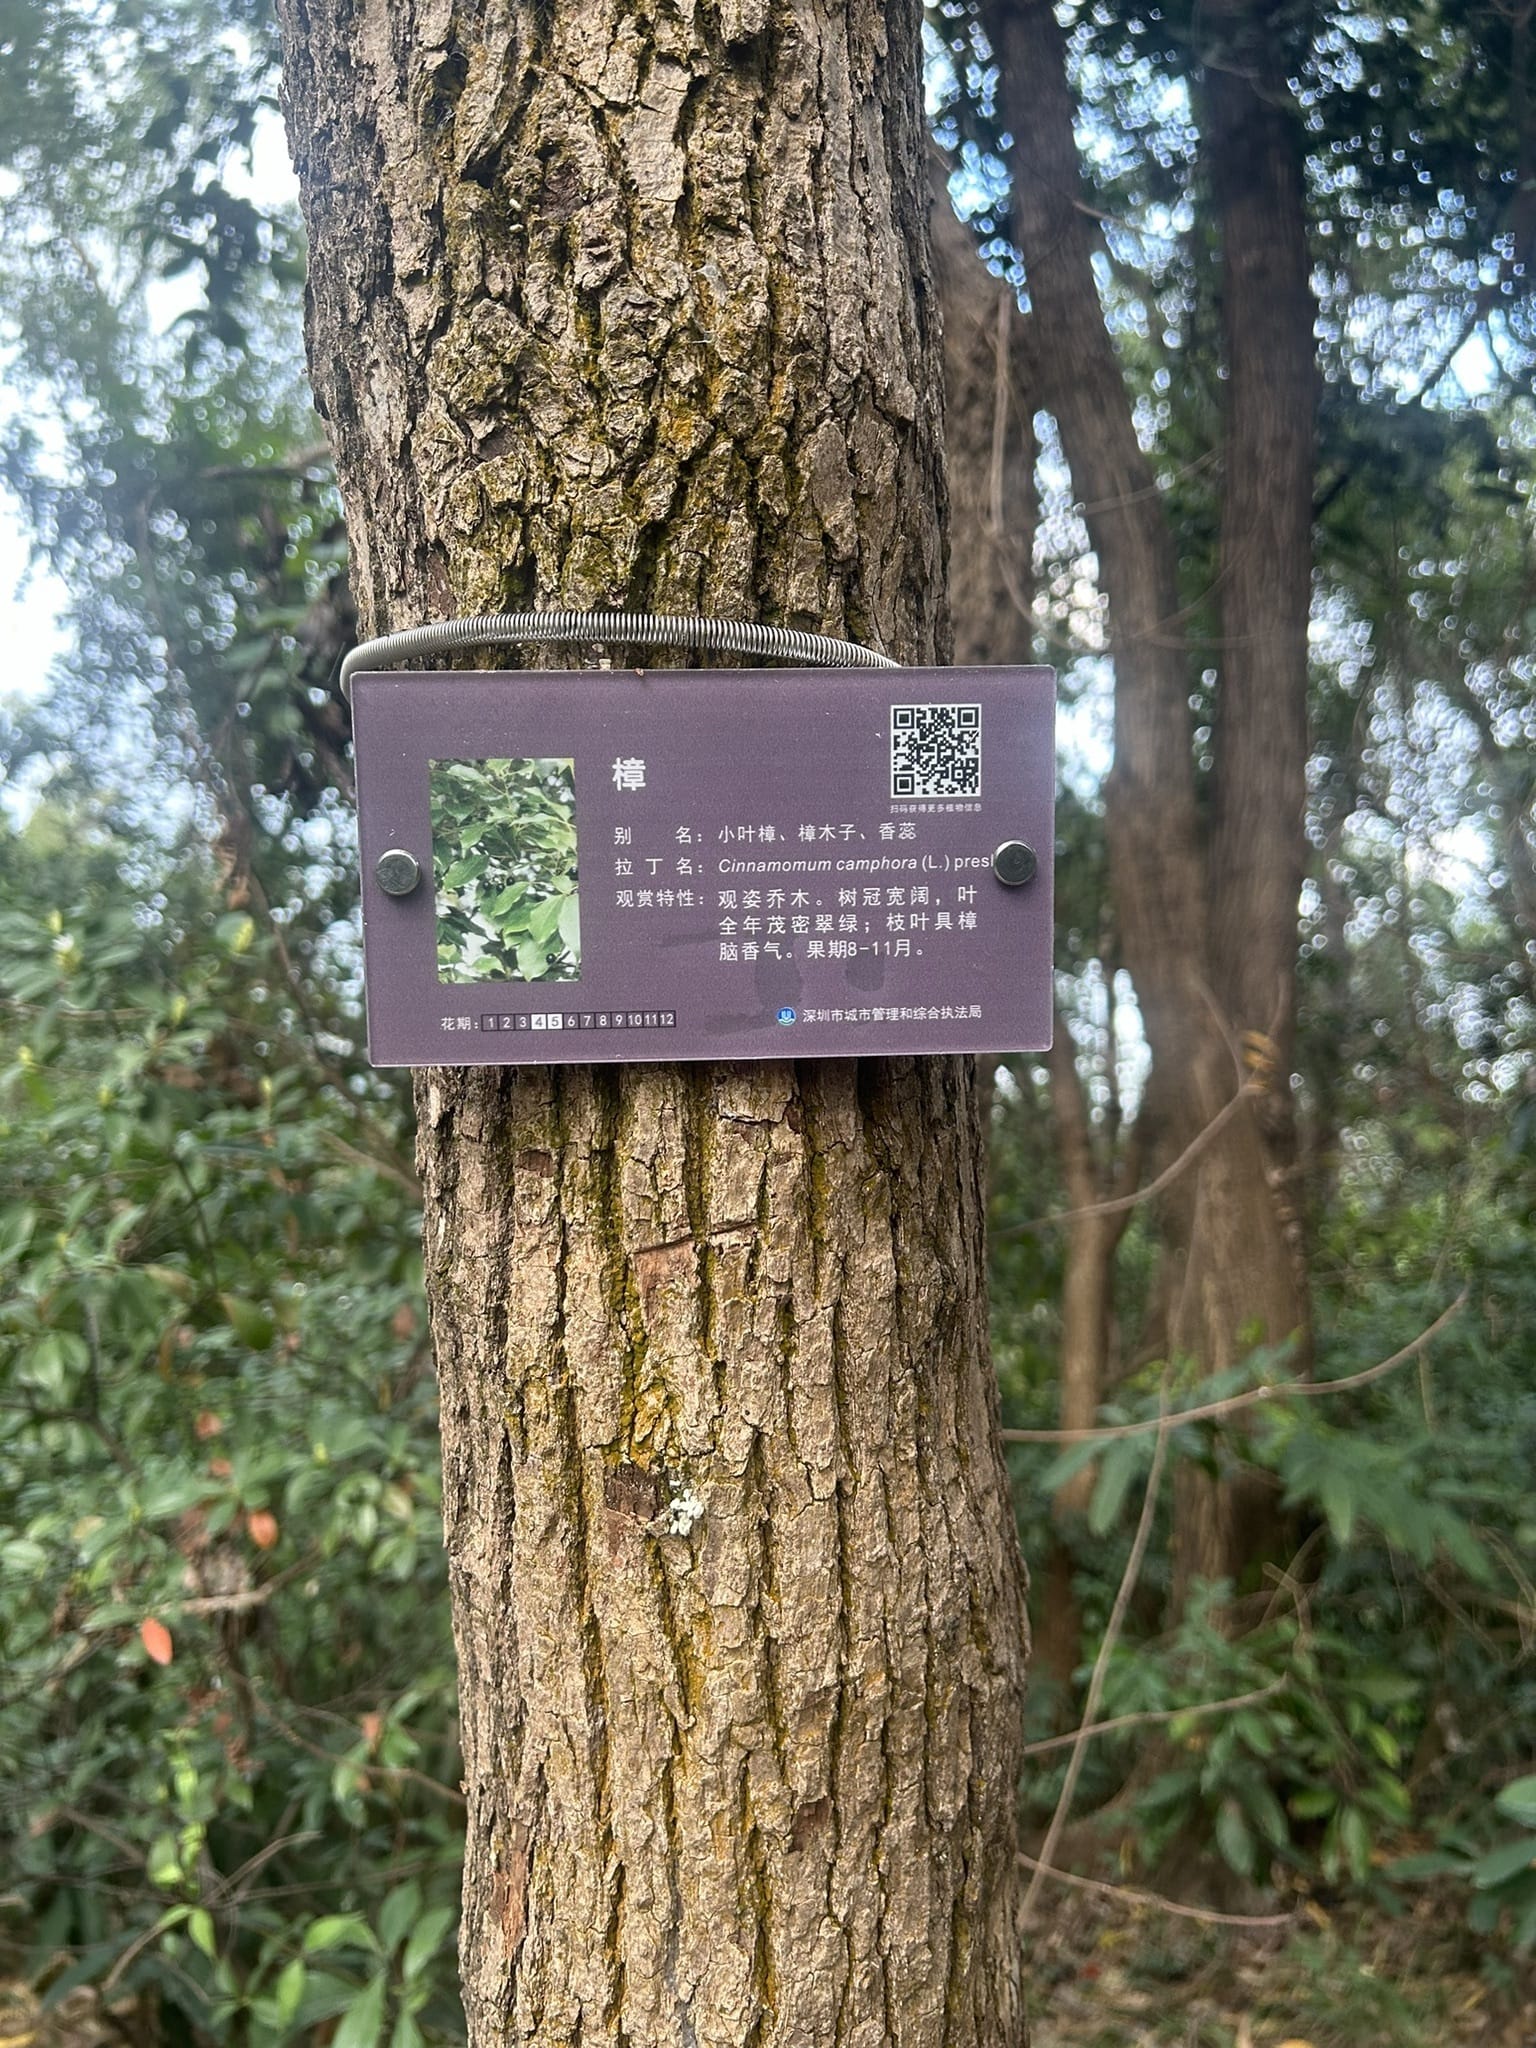 樟
扫码获得更多植物信息
别 名：小叶樟、樟木子、香蕊
拉丁名：Cinnamomum camphora (L.) presl
观赏特性：观姿乔木。树冠宽阔，叶
全年茂密翠绿；枝叶具樟
脑香气。果期8-11月。
花期：1 2 3 4 5 6 7 8 9 10 11 12
深圳市城市管理和综合执法局